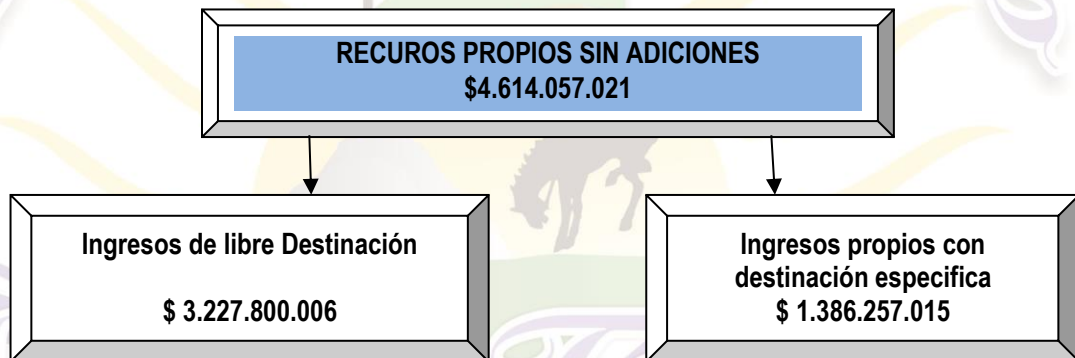 RECUROS PROPIOS SIN ADICIONES
$4.614.057.021
Ingresos de libre Destinación
$ 3.227.800.006
Ingresos propios con
destinación especifica
$ 1.386.257.015